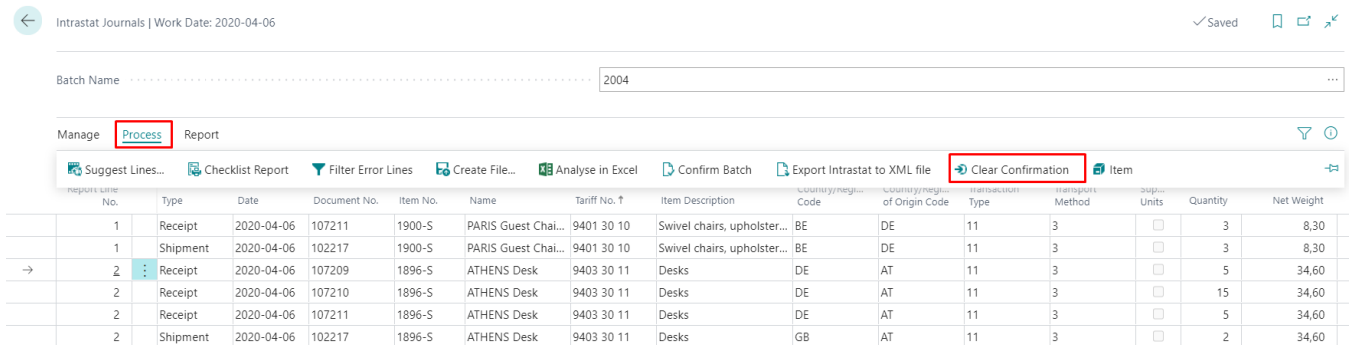 Intrastat Journals | Work Date: 2020-04-06
Saved
Batch Name
2004
...
Manage Process Report
Suggest Lines... Checklist Report Filter Error Lines Create File... Analyse in Excel Confirm Batch Export Intrastat to XML file Clear Confirmation Item
Report Line No. Type Date Document No. Item No. Name Tariff No. ↑ Item Description Country/Regi... Code Country/Regi... of Origin Code Transaction Type Transport Method Sup... Units Quantity Net Weight
1 Receipt 2020-04-06 107211 1900-S PARIS Guest Chai... 9401 30 10 Swivel chairs, upholster... BE DE 11 3 3 8,30
1 Shipment 2020-04-06 102217 1900-S PARIS Guest Chai... 9401 30 10 Swivel chairs, upholster... BE DE 11 3 3 8,30
2 Receipt 2020-04-06 107209 1896-S ATHENS Desk 9403 30 11 Desks DE AT 11 3 5 34,60
2 Receipt 2020-04-06 107210 1896-S ATHENS Desk 9403 30 11 Desks DE AT 11 3 15 34,60
2 Receipt 2020-04-06 107211 1896-S ATHENS Desk 9403 30 11 Desks DE AT 11 3 5 34,60
2 Shipment 2020-04-06 102217 1896-S ATHENS Desk 9403 30 11 Desks GB AT 11 3 2 34,60